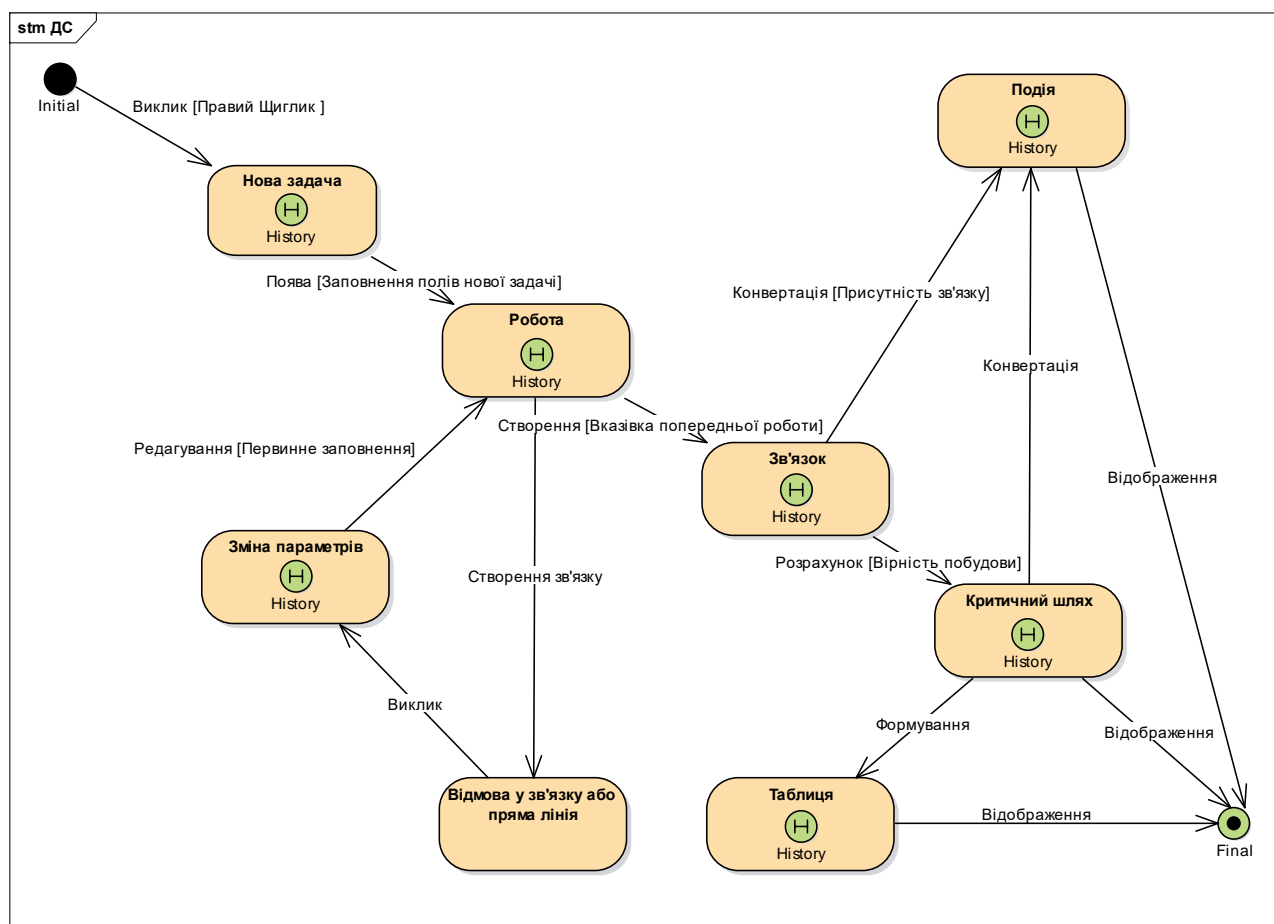 stm ДС
Initial
Виклик [Правий Щиглик ]
Нова задача
History
Поява [Заповнення полів нової задачі]
Робота
History
Подія
History
Конвертація [Присутність зв'язку]
Конвертація
Редагування [Первинне заповнення]
Створення [Вказівка попередньої роботи]
Зв'язок
History
Відображення
Зміна параметрів
History
Створення зв'язку
Розрахунок [Вірність побудови]
Критичний шлях
History
Виклик
Формування
Відображення
Відмова у зв'язку або
пряма лінія
Таблиця
History
Відображення
Final